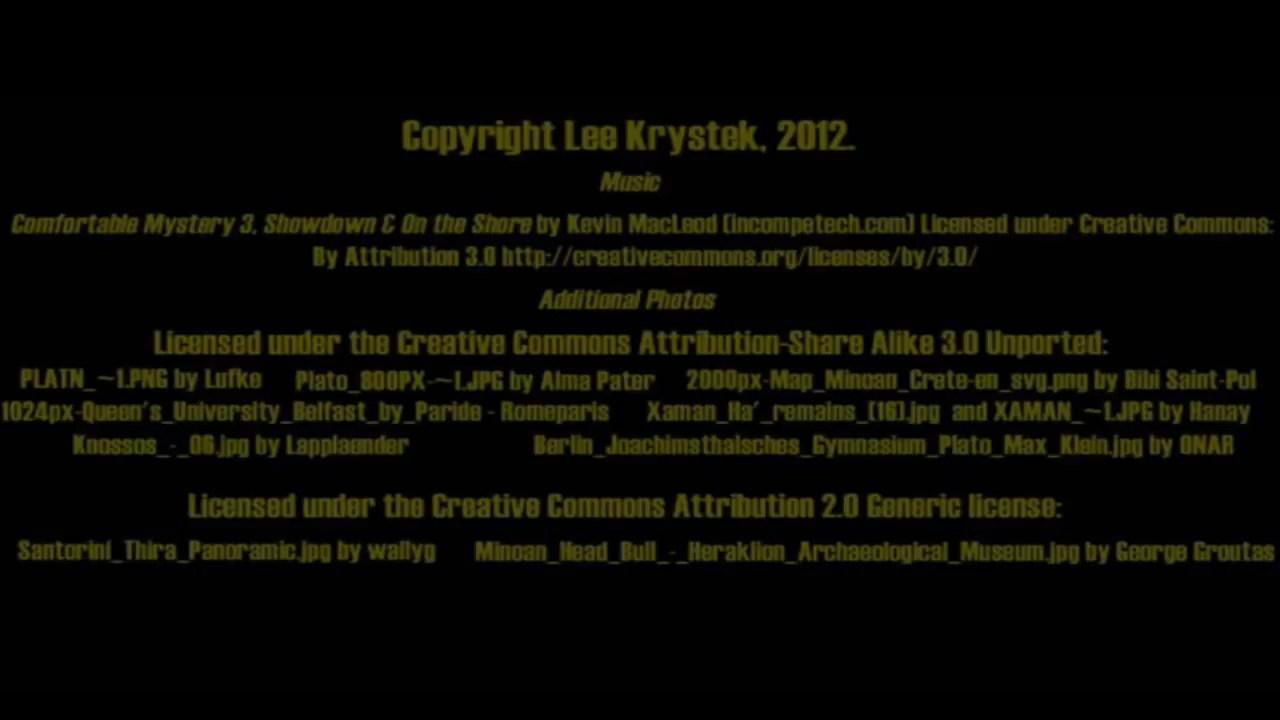 Copyright Lee Krystek, 2012.
Music
Comfortable Mystery 3, Showdown & On the Shore by Kevin MacLeod (incompetech.com) Licensed under Creative Commons:
By Attribution 3.0 http://creativecommons.org/licenses/by/3.0/
Additional Photos
Licensed under the Creative Commons Attribution-Share Alike 3.0 Unported:
PLATN_~1.PNG by Lufke Plato_800PX-~1.JPG by Alma Pater 2000px-Map_Minoan_Crete-en_svg.png by Bibi Saint-Pol
1024px-Queen's_University_Belfast_by_Paride - Romeparis Xaman_Ha'_remains_(16).jpg and XAMAN_~1.JPG by Hanay
Knossos_-_06.jpg by Lapplaender Berlin_Joachimsthalsches_Gymnasium_Plato_Max_Klein.jpg by ONAR
Licensed under the Creative Commons Attribution 2.0 Generic license:
Santorini_Thira_Panoramic.jpg by wallyg Minoan_Head_Bull_-_Heraklion_Archaeological_Museum.jpg by George Groutas